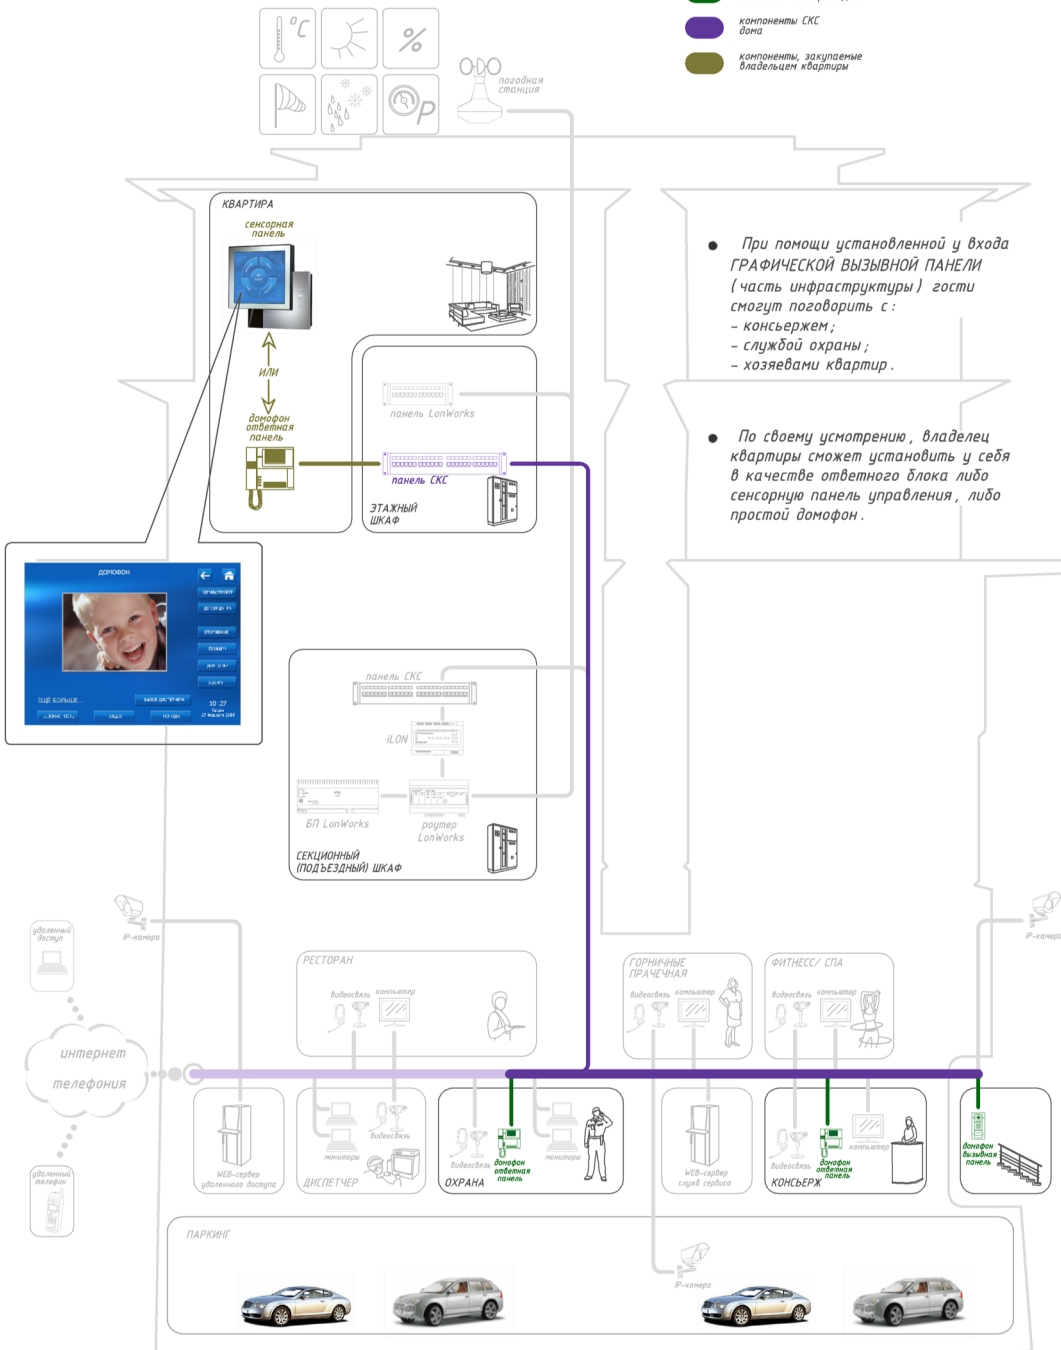 компоненты СКС
дома
компоненты, закупаемые
владельцем квартиры
°C
%
P
погодная
станция
КВАРТИРА
сенсорная
панель
ИЛИ
домофон
ответная
панель
панель LonWorks
панель СКС
ЭТАЖНЫЙ
ШКАФ
● При помощи установленной у входа
ГРАФИЧЕСКОЙ ВЫЗЫВНОЙ ПАНЕЛИ
(часть инфраструктуры) гости
смогут поговорить с:
– консьержем;
– службой охраны;
– хозяевами квартир.
● По своему усмотрению, владелец
квартиры сможет установить у себя
в качестве ответного блока либо
сенсорную панель управления, либо
простой домофон.
ДОМОФОН
ЕЩЁ БОЛЬШЕ...
10:27
панель СКС
iLON
БП LonWorks
роутер
LonWorks
СЕКЦИОННЫЙ
(ПОДЪЕЗДНЫЙ) ШКАФ
IP-камера
IP-камера
удаленный
доступ
интернет
телефония
удаленный
телефон
РЕСТОРАН
видеосвязь
компьютер
ГОРНИЧНЫЕ
ПРАЧЕЧНАЯ
видеосвязь
компьютер
ФИТНЕСС/ СПА
видеосвязь
компьютер
WEB-сервер
удаленного доступа
мониторы
видеосвязь
ДИСПЕТЧЕР
видеосвязь
домофон
ответная
панель
мониторы
ОХРАНА
WEB-сервер
служб сервиса
видеосвязь
домофон
ответная
панель
компьютер
КОНСЬЕРЖ
домофон
вызывная
панель
ПАРКИНГ
IP-камера